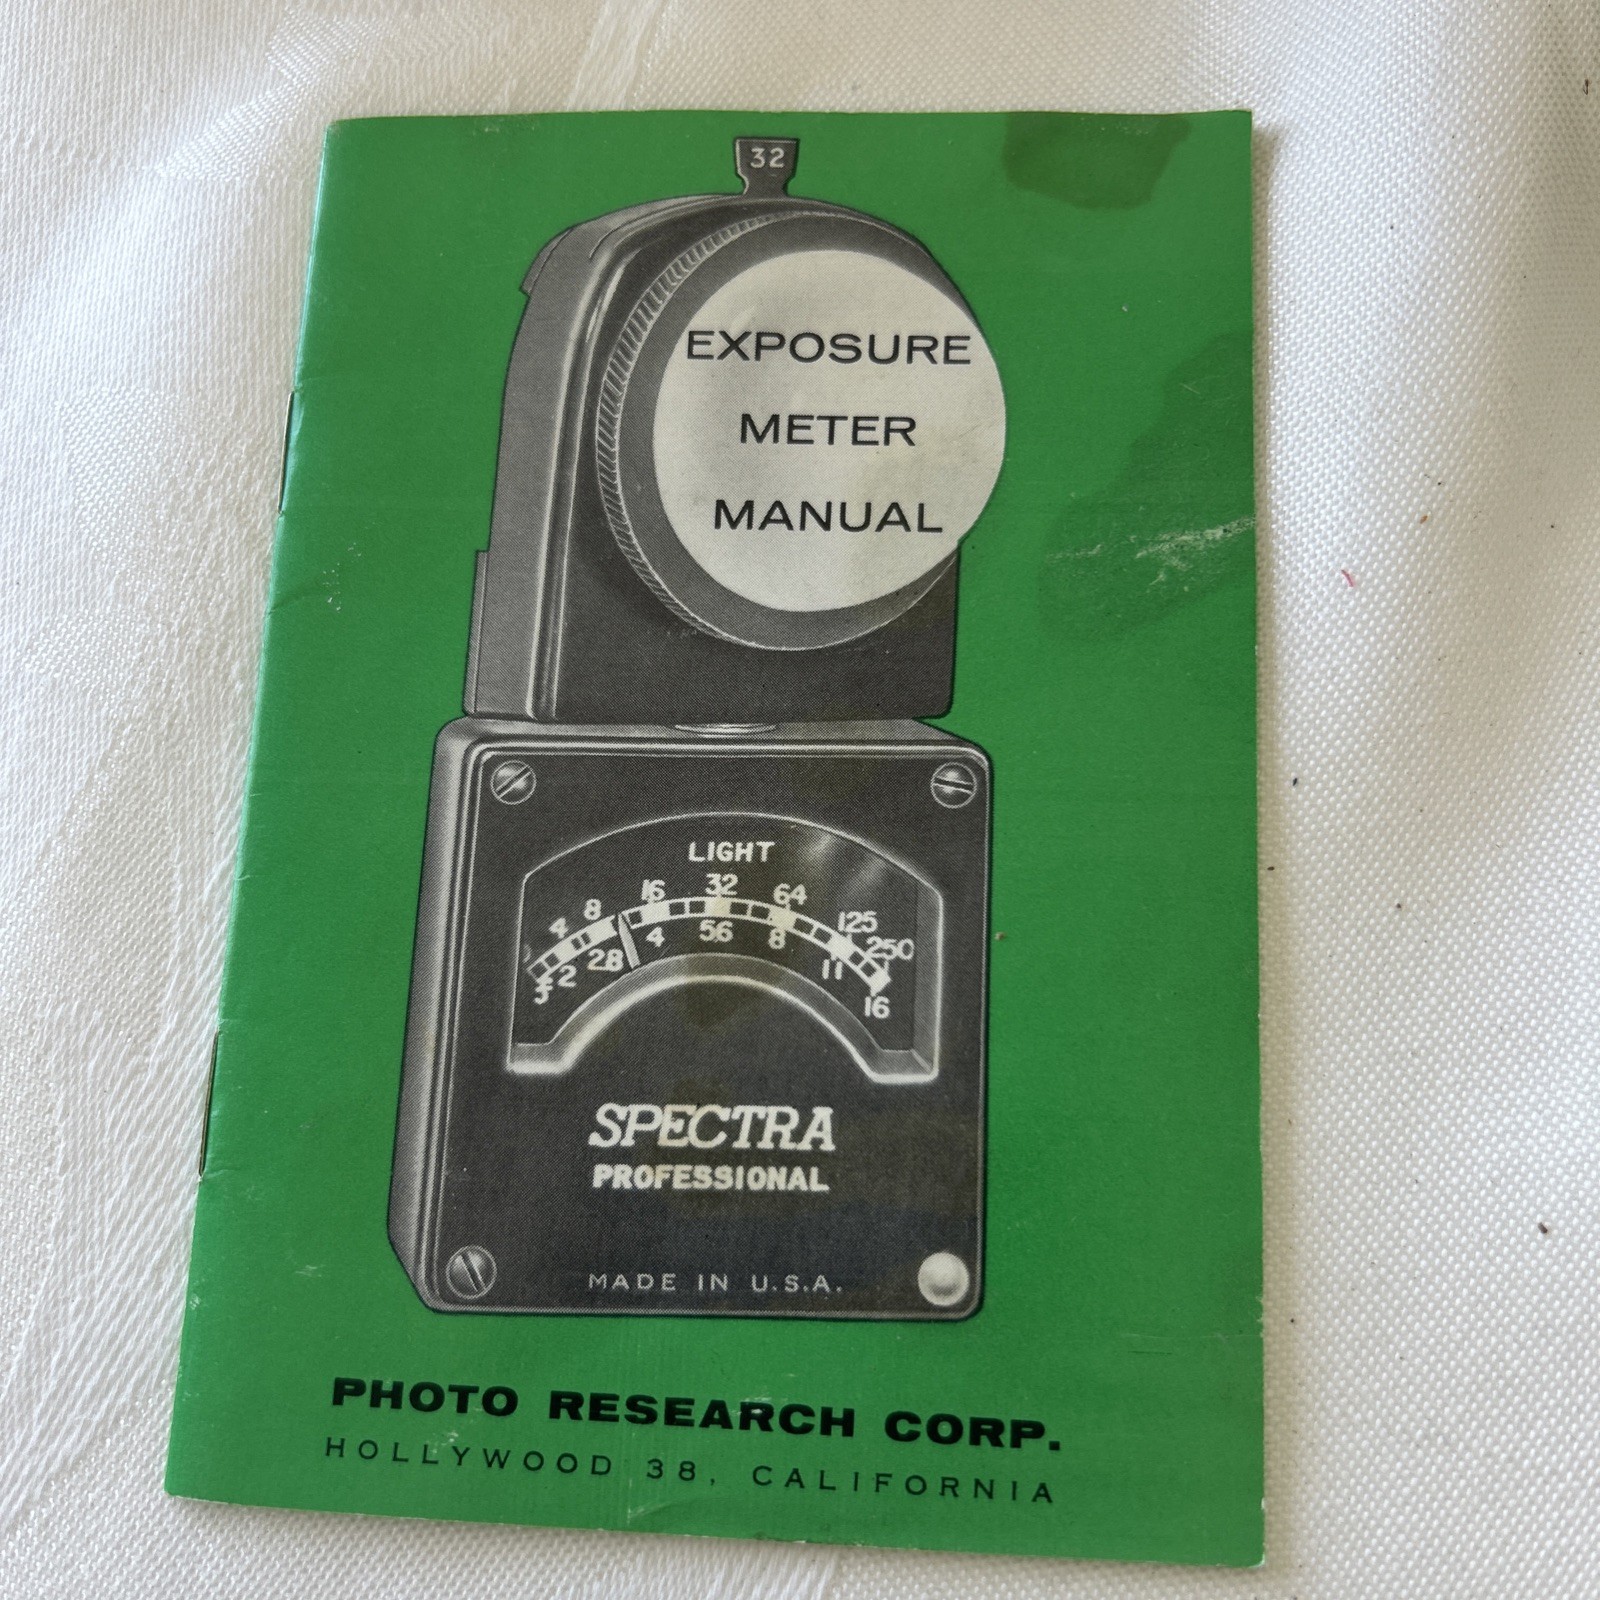 32
EXPOSURE
METER
MANUAL
LIGHT
4 8 16 32 64 125 250
2 2.8 4 5.6 8 11 16
SPECTRA
PROFESSIONAL
MADE IN U.S.A.
PHOTO RESEARCH CORP.
HOLLYWOOD 38, CALIFORNIA